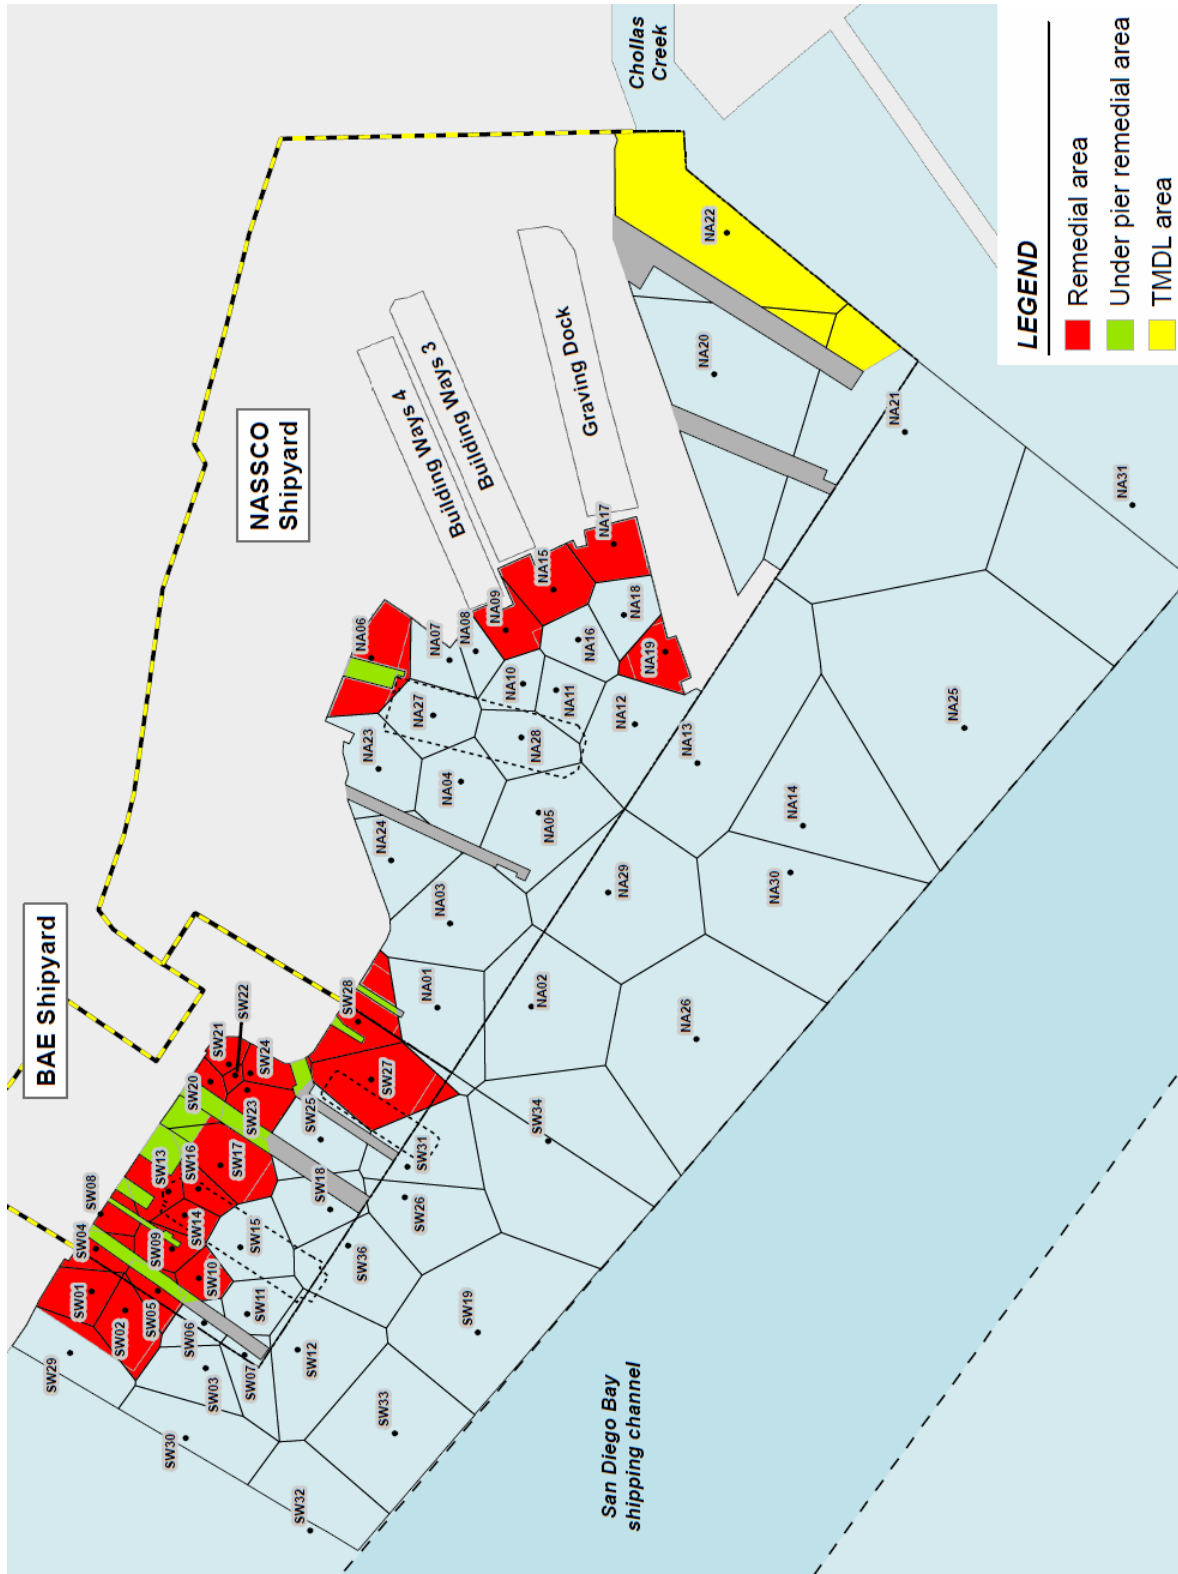 Chollas
Creek
LEGEND
Remedial area
Under pier remedial area
TMDL area
NASSCO
Shipyard
BAE Shipyard
Building Ways 4
Building Ways 3
Graving Dock
San Diego Bay
shipping channel
NA22
NA20
NA21
NA31
NA17
NA15
NA09
NA08
NA07
NA06
NA18
NA16
NA19
NA10
NA11
NA12
NA27
NA28
NA13
NA23
NA04
NA05
NA24
NA03
NA25
NA14
NA30
NA29
NA01
NA02
NA26
SW28
SW27
SW22
SW21
SW24
SW20
SW23
SW25
SW31
SW34
SW13
SW16
SW17
SW18
SW26
SW08
SW04
SW14
SW09
SW15
SW36
SW01
SW10
SW02
SW05
SW11
SW06
SW19
SW29
SW03
SW07
SW12
SW33
SW30
SW32